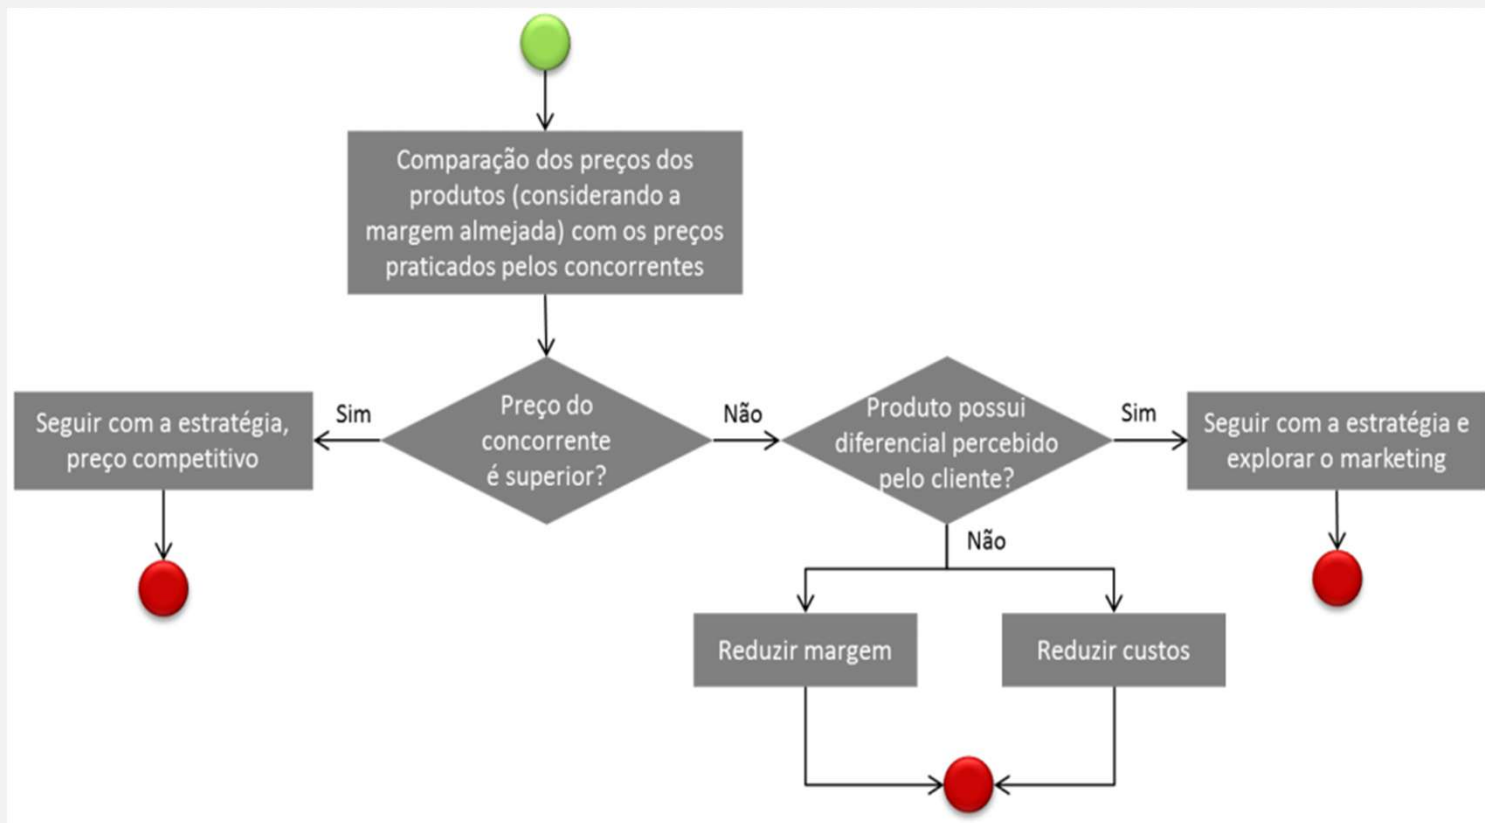 Comparação dos preços dos
produtos (considerando a
margem almejada) com os preços
praticados pelos concorrentes
Seguir com a estratégia,
preço competitivo
Sim
Preço do
concorrente
é superior?
Não
Produto possui
diferencial percebido
pelo cliente?
Sim
Seguir com a estratégia e
explorar o marketing
Não
Reduzir margem
Reduzir custos